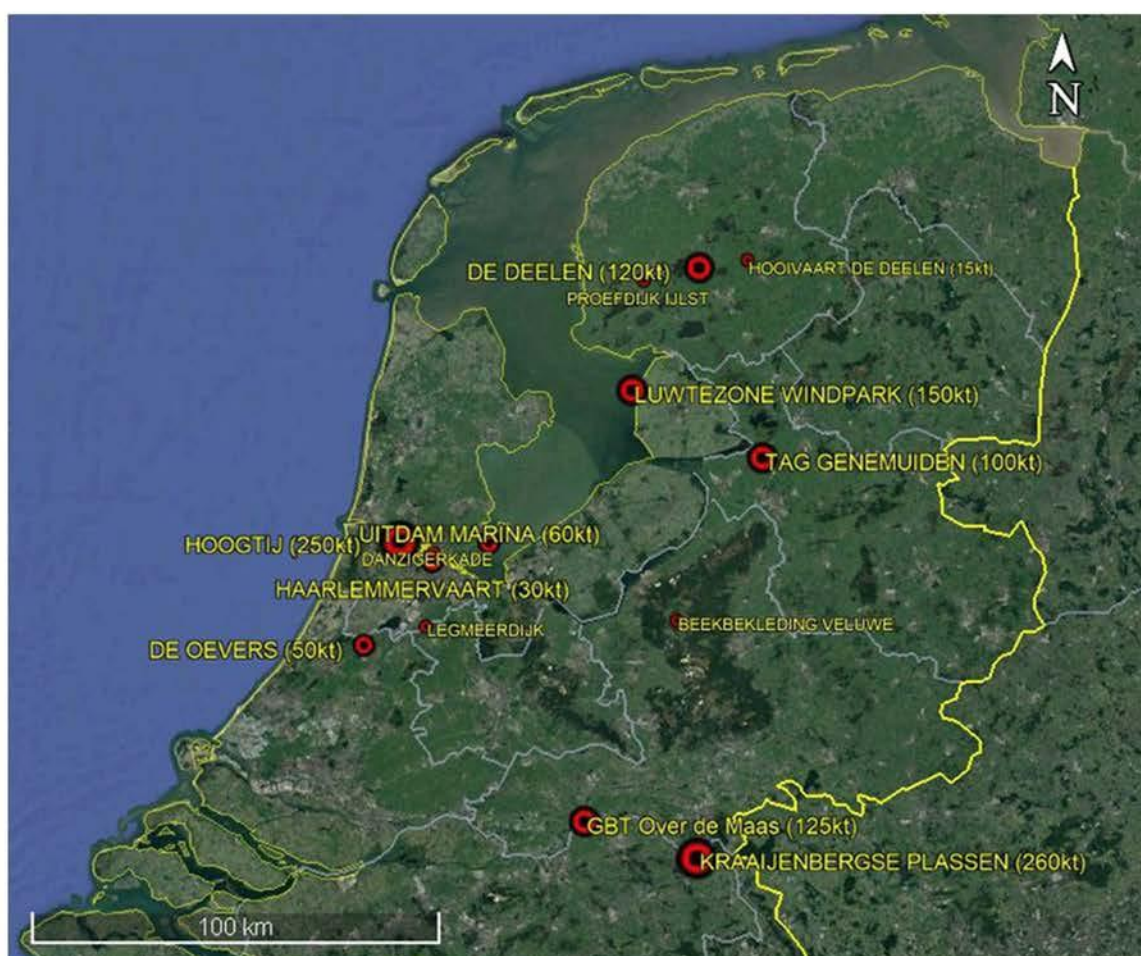 N
DE DEELEN (120kt)
HOOIVAART DE DEELEN (15kt)
PROEFDIJK IJLST
LUWTEZONE WINDPARK (150kt)
TAG GENEMUIDEN (100kt)
UITDAM MARINA (60kt)
HOOGTIJ (250kt)
DANZIGERKADE
HAARLEMMERVAART (30kt)
LEGMEERDIJK
BEEKBEKLEDING VELUWE
DE OEVERS (50kt)
GBT Over de Maas (125kt)
KRAAIJENBERGSE PLASSEN (260kt)
100 km